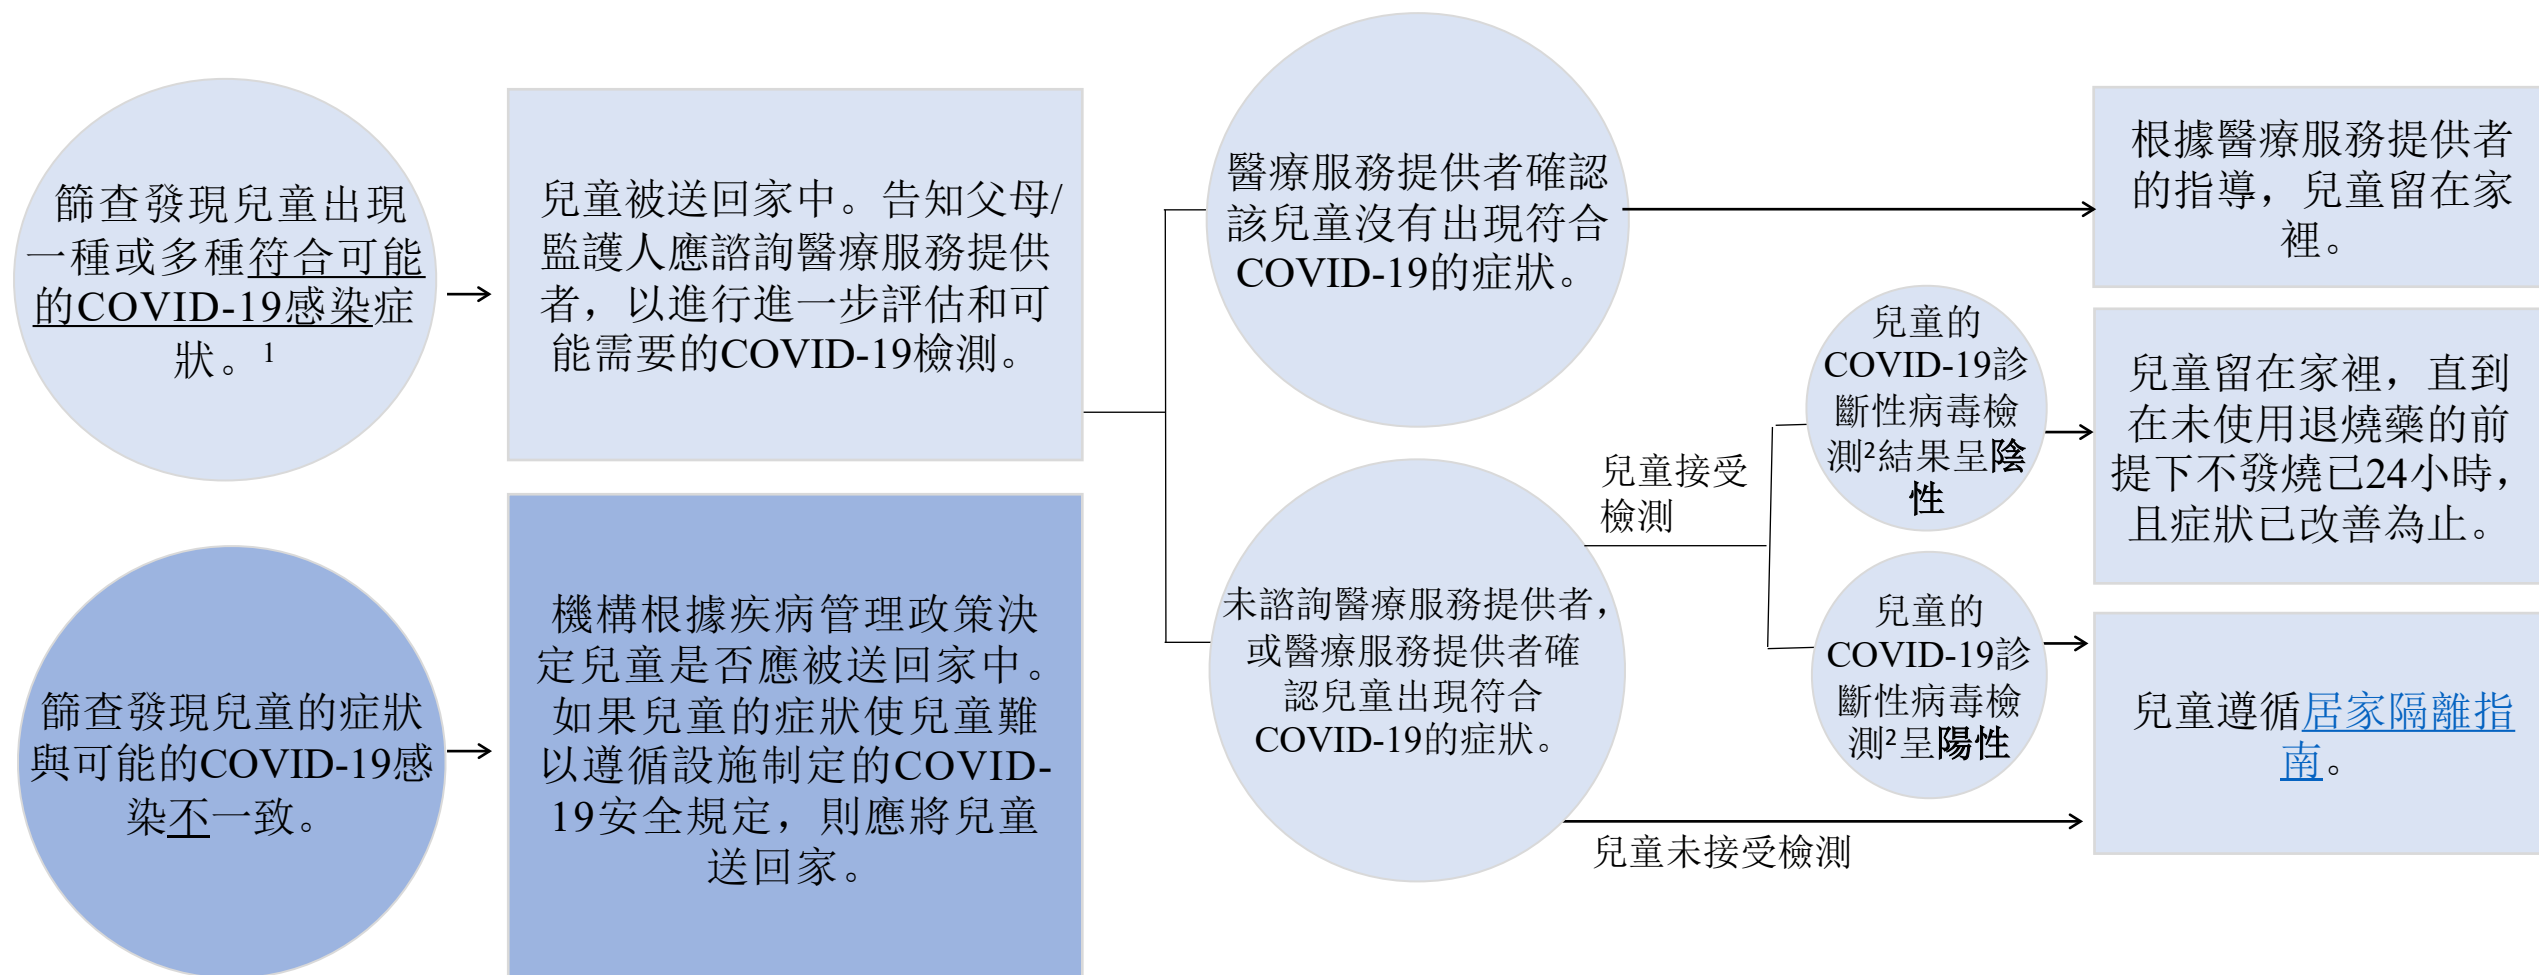 篩查發現兒童出現
一種或多種符合可能
的COVID-19感染症
狀。1
兒童被送回家中。告知父母/
監護人應諮詢醫療服務提供
者，以進行進一步評估和可
能需要的COVID-19檢測。
醫療服務提供者確認
該兒童沒有出現符合
COVID-19的症狀。
根據醫療服務提供者
的指導，兒童留在家
裡。
未諮詢醫療服務提供者，
或醫療服務提供者確
認兒童出現符合
COVID-19的症狀。
兒童接受
檢測
兒童的
COVID-19診
斷性病毒檢
測2結果呈陰
性
兒童留在家裡，直到
在未使用退燒藥的前
提下不發燒已24小時，
且症狀已改善為止。
兒童的
COVID-19診
斷性病毒檢
測2呈陽性
兒童遵循居家隔離指
南。
兒童未接受檢測
篩查發現兒童的症狀
與可能的COVID-19感
染不一致。
機構根據疾病管理政策決
定兒童是否應被送回家中。
如果兒童的症狀使兒童難
以遵循設施制定的COVID-
19安全規定，則應將兒童
送回家。